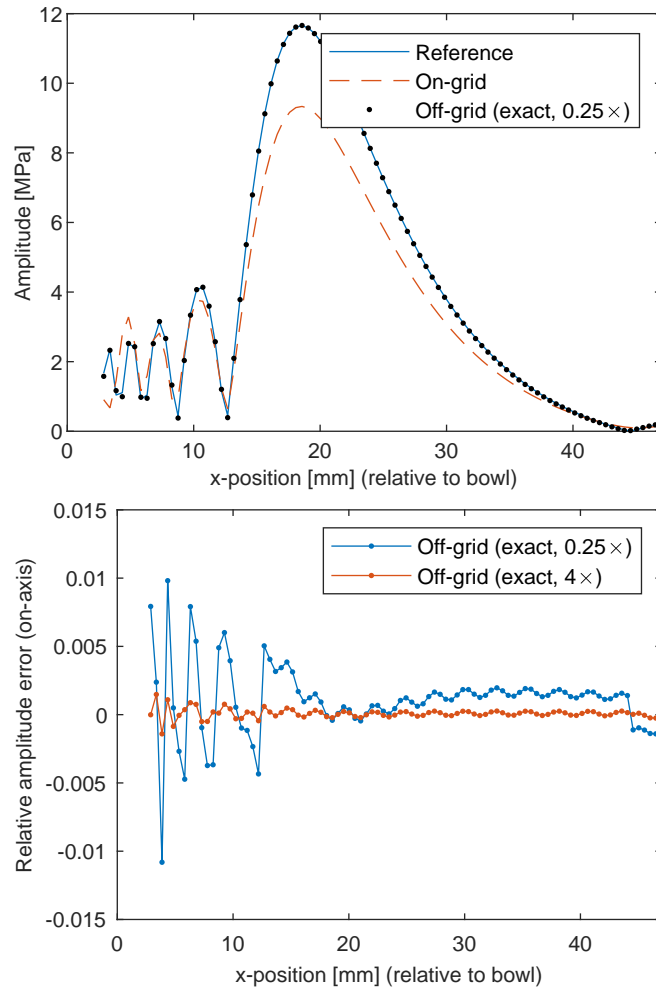 12
10
8
6
4
2
0
Amplitude [MPa]
Reference
On-grid
Off-grid (exact, 0.25×)
0 10 20 30 40
x-position [mm] (relative to bowl)
0.015
0.01
0.005
0
-0.005
-0.01
-0.015
Relative amplitude error (on-axis)
Off-grid (exact, 0.25×)
Off-grid (exact, 4×)
0 10 20 30 40
x-position [mm] (relative to bowl)